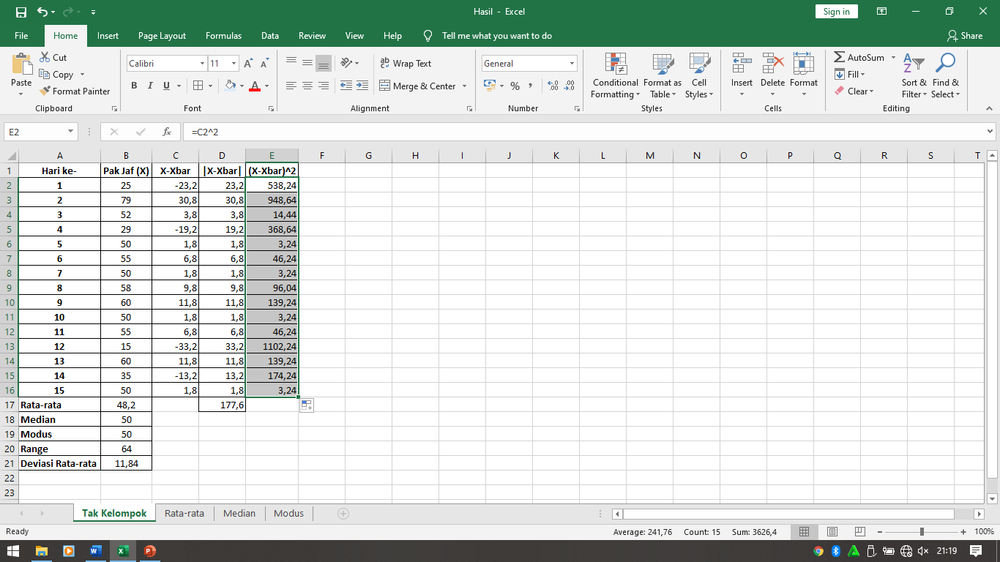 Hasil - Excel
Sign in
File Home Insert Page Layout Formulas Data Review View Help Tell me what you want to do Share
Paste Cut Copy Format Painter
Calibri 11
B I U A A A
ab Wrap Text
Merge & Center
General
% ,
Conditional Formatting Format as Table Cell Styles
Insert Delete Format
AutoSum Fill Clear
Sort & Filter Find & Select
Clipboard Font Alignment Number Styles Cells Editing
E2 fx =C2^2
A B C D E F G H I J K L M N O P Q R S T
1 Hari ke- Pak Jaf (X) X-Xbar |X-Xbar| (X-Xbar)^2
2 1 25 -23,2 23,2 538,24
3 2 79 30,8 30,8 948,64
4 3 52 3,8 3,8 14,44
5 4 29 -19,2 19,2 368,64
6 5 50 1,8 1,8 3,24
7 6 55 6,8 6,8 46,24
8 7 50 1,8 1,8 3,24
9 8 58 9,8 9,8 96,04
10 9 60 11,8 11,8 139,24
11 10 50 1,8 1,8 3,24
12 11 55 6,8 6,8 46,24
13 12 15 -33,2 33,2 1102,24
14 13 60 11,8 11,8 139,24
15 14 35 -13,2 13,2 174,24
16 15 50 1,8 1,8 3,24
17 Rata-rata 48,2 177,6
18 Median 50
19 Modus 50
20 Range 64
21 Deviasi Rata-rata 11,84
22
23
Tak Kelompok Rata-rata Median Modus
Ready Average: 241,76 Count: 15 Sum: 3626,4 100%
21:19